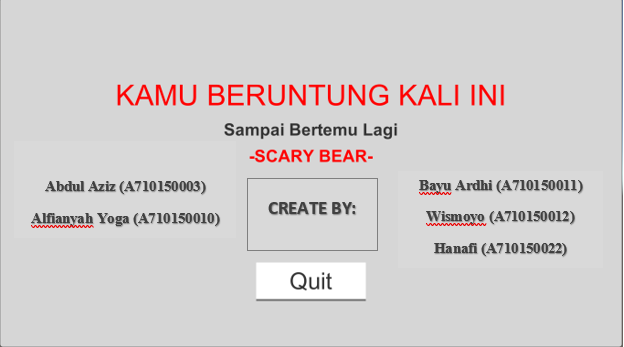 KAMU BERUNTUNG KALI INI
Sampai Bertemu Lagi
-SCARY BEAR-
Abdul Aziz (A710150003)
Alfianyah Yoga (A710150010)
CREATE BY:
Bayu Ardhi (A710150011)
Wismoyo (A710150012)
Hanafi (A710150022)
Quit